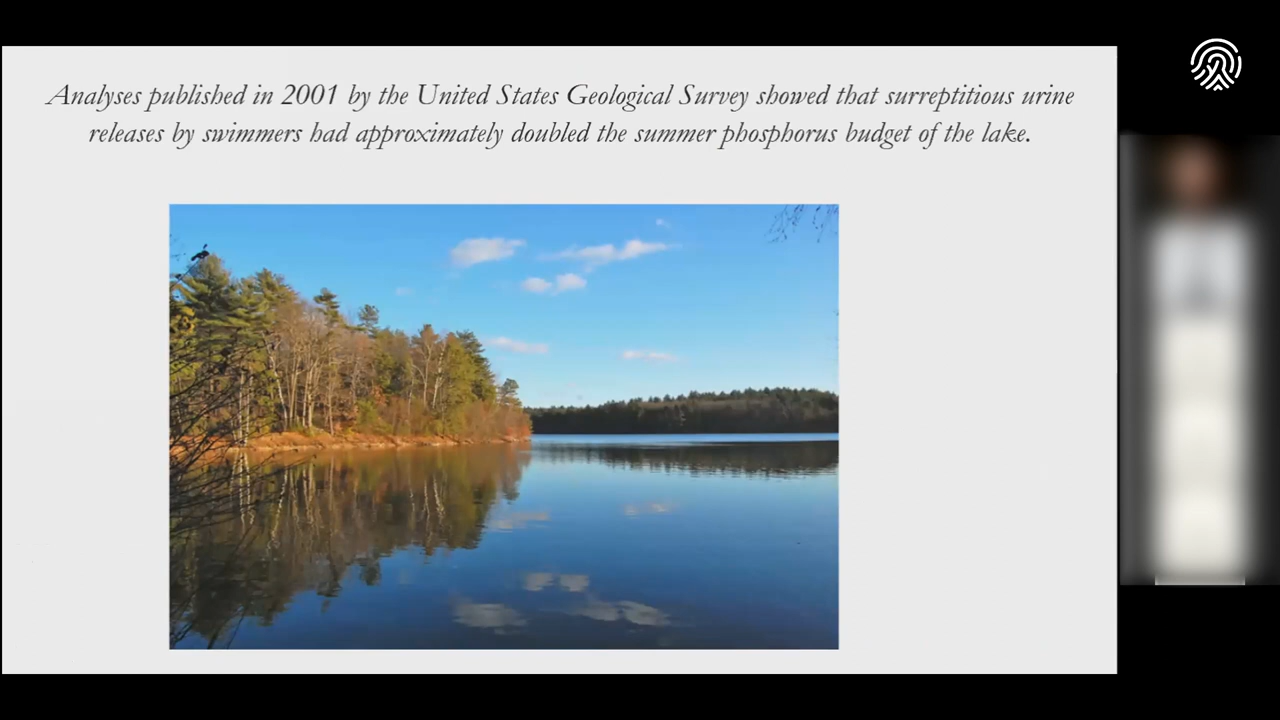 Analyses published in 2001 by the United States Geological Survey showed that surreptitious urine
releases by swimmers had approximately doubled the summer phosphorus budget of the lake.